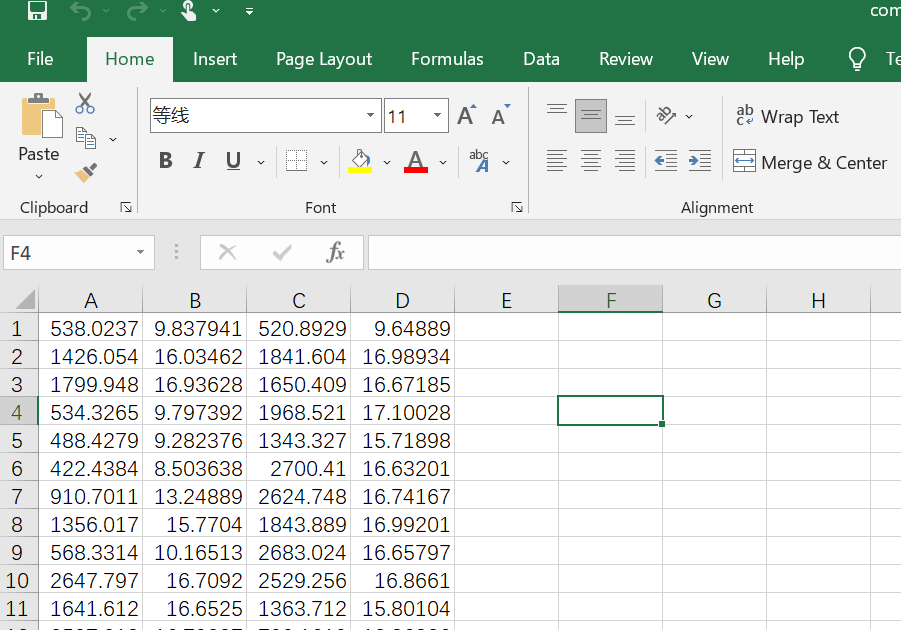 com
File Home Insert Page Layout Formulas Data Review View Help Te
Paste
等线 11
B I U
abc A
ab Wrap Text
Merge & Center
Clipboard Font Alignment
F4 fx
A B C D E F G H
1 538.0237 9.837941 520.8929 9.64889
2 1426.054 16.03462 1841.604 16.98934
3 1799.948 16.93628 1650.409 16.67185
4 534.3265 9.797392 1968.521 17.10028
5 488.4279 9.282376 1343.327 15.71898
6 422.4384 8.503638 2700.41 16.63201
7 910.7011 13.24889 2624.748 16.74167
8 1356.017 15.7704 1843.889 16.99201
9 568.3314 10.16513 2683.024 16.65797
10 2647.797 16.7092 2529.256 16.8661
11 1641.612 16.6525 1363.712 15.80104